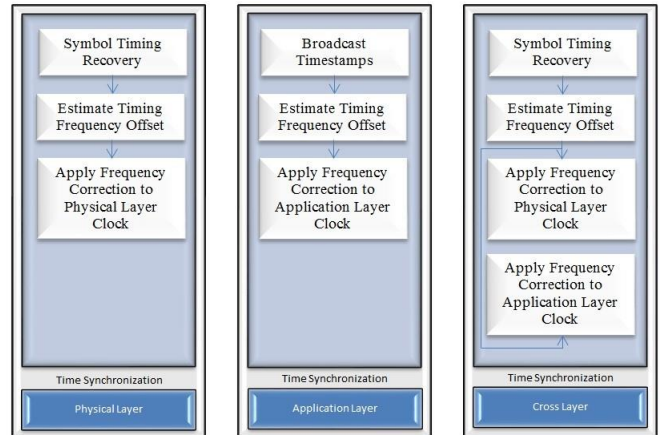 Symbol Timing
Recovery
Estimate Timing
Frequency Offset
Apply Frequency
Correction to
Physical Layer
Clock
Time Synchronization
Physical Layer
Broadcast
Timestamps
Estimate Timing
Frequency Offset
Apply Frequency
Correction to
Application Layer
Clock
Time Synchronization
Application Layer
Symbol Timing
Recovery
Estimate Timing
Frequency Offset
Apply Frequency
Correction to
Physical Layer
Clock
Apply Frequency
Correction to
Application Layer
Clock
Time Synchronization
Cross Layer